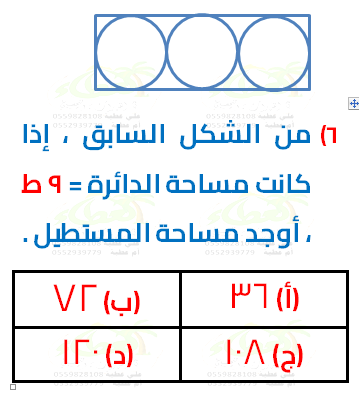 ٦) من الشكل السابق ، إذا
كانت مساحة الدائرة = ٩ ط
، أوجد مساحة المستطيل .
(أ) ٣٦ (ب) ٧٢
(ج) ١٠٨ (د) ١٢٠